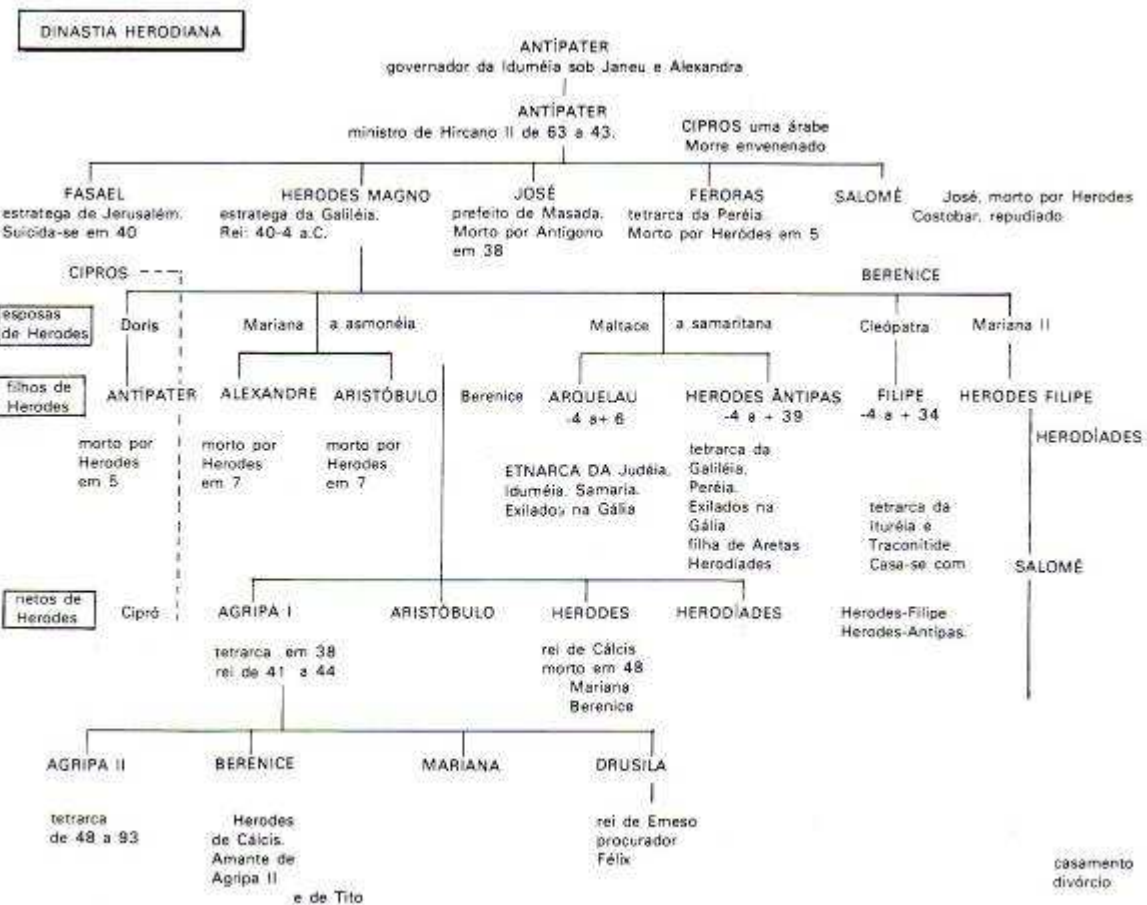 DINASTIA HERODIANA
ANTÍPATER
governador da Iduméia sob Janeu e Alexandra
ANTÍPATER
ministro de Hircano II de 63 a 43.
CIPROS uma árabe
Morre envenenado
FASAEL
estratega de Jerusalém.
Suicida-se em 40
HERODES MAGNO
estratega da Galiléia.
Rei: 40-4 a.C.
JOSÉ
prefeito de Masada.
Morto por Antígono
em 38
FERORAS
tetrarca da Peréia
Morto por Herodes em 5
SALOMÉ
José, morto por Herodes
Costobar, repudiado
CIPROS
BERENICE
esposas
de Herodes
Doris
Mariana
a asmonéia
Maltace
a samaritana
Cleópatra
Mariana II
filhos de
Herodes
ANTÍPATER
ALEXANDRE
ARISTÓBULO
Berenice
ARQUELAU
-4 a+ 6
HERODES ÂNTIPAS
-4 a + 39
FILIPE
-4 a + 34
HERODES FILIPE
HERODÍADES
morto por
Herodes
em 5
morto por
Herodes
em 7
morto por
Herodes
em 7
ETNARCA DA Judéia,
Iduméia. Samaria.
Exilados na Gália
tetrarca da
Galiléia,
Peréia.
Exilados na
Gália
filha de Aretas
Herodíades
tetrarca da
Ituréia e
Traconítide
Casa-se com
SALOMÉ
netos de
Herodes
Cipró
AGRIPA I
ARISTÓBULO
HERODES
HERODÍADES
Herodes-Filipe
Herodes-Antipas.
tetrarca em 38
rei de 41 a 44
rei de Cálcis
morto em 48
Mariana
Berenice
AGRIPA II
BERENICE
MARIANA
DRUSILA
tetrarca
de 48 a 93
Herodes
de Cálcis.
Amante de
Agripa II
e de Tito
rei de Emeso
procurador
Félix
casamento
divórcio